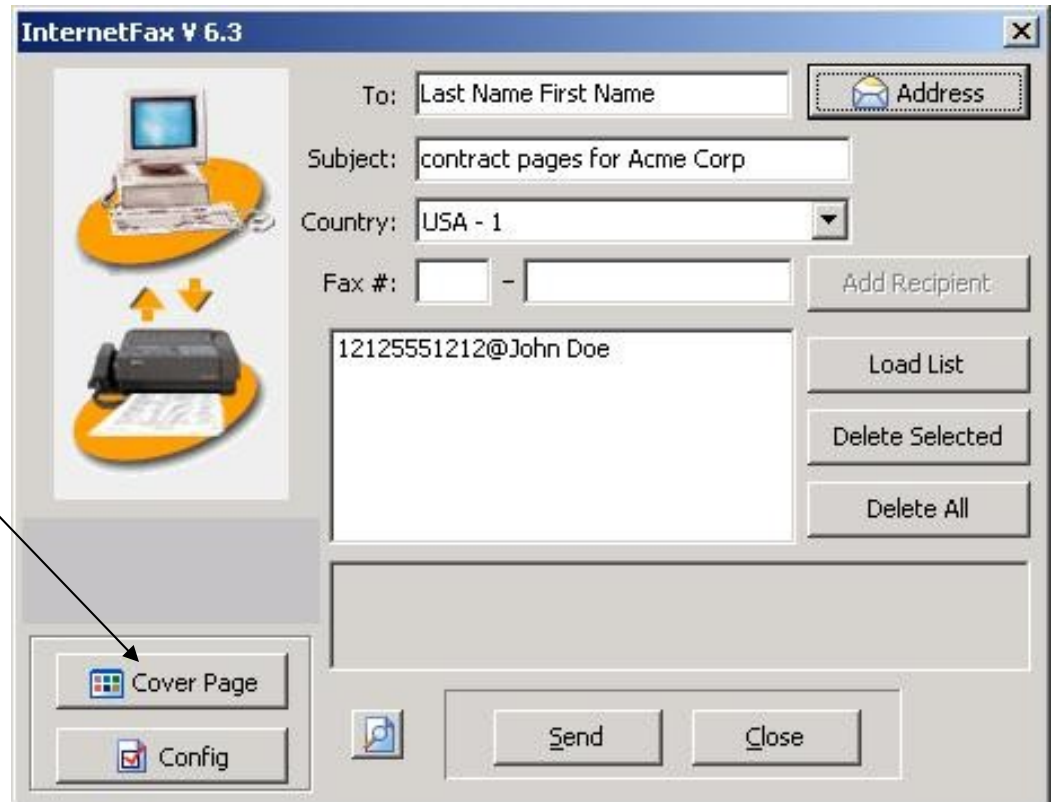 InternetFax V 6.3
To: Last Name First Name Address
Subject: contract pages for Acme Corp
Country: USA - 1
Fax #: - Add Recipient
12125551212@John Doe
Load List
Delete Selected
Delete All
Cover Page
Config
Send Close